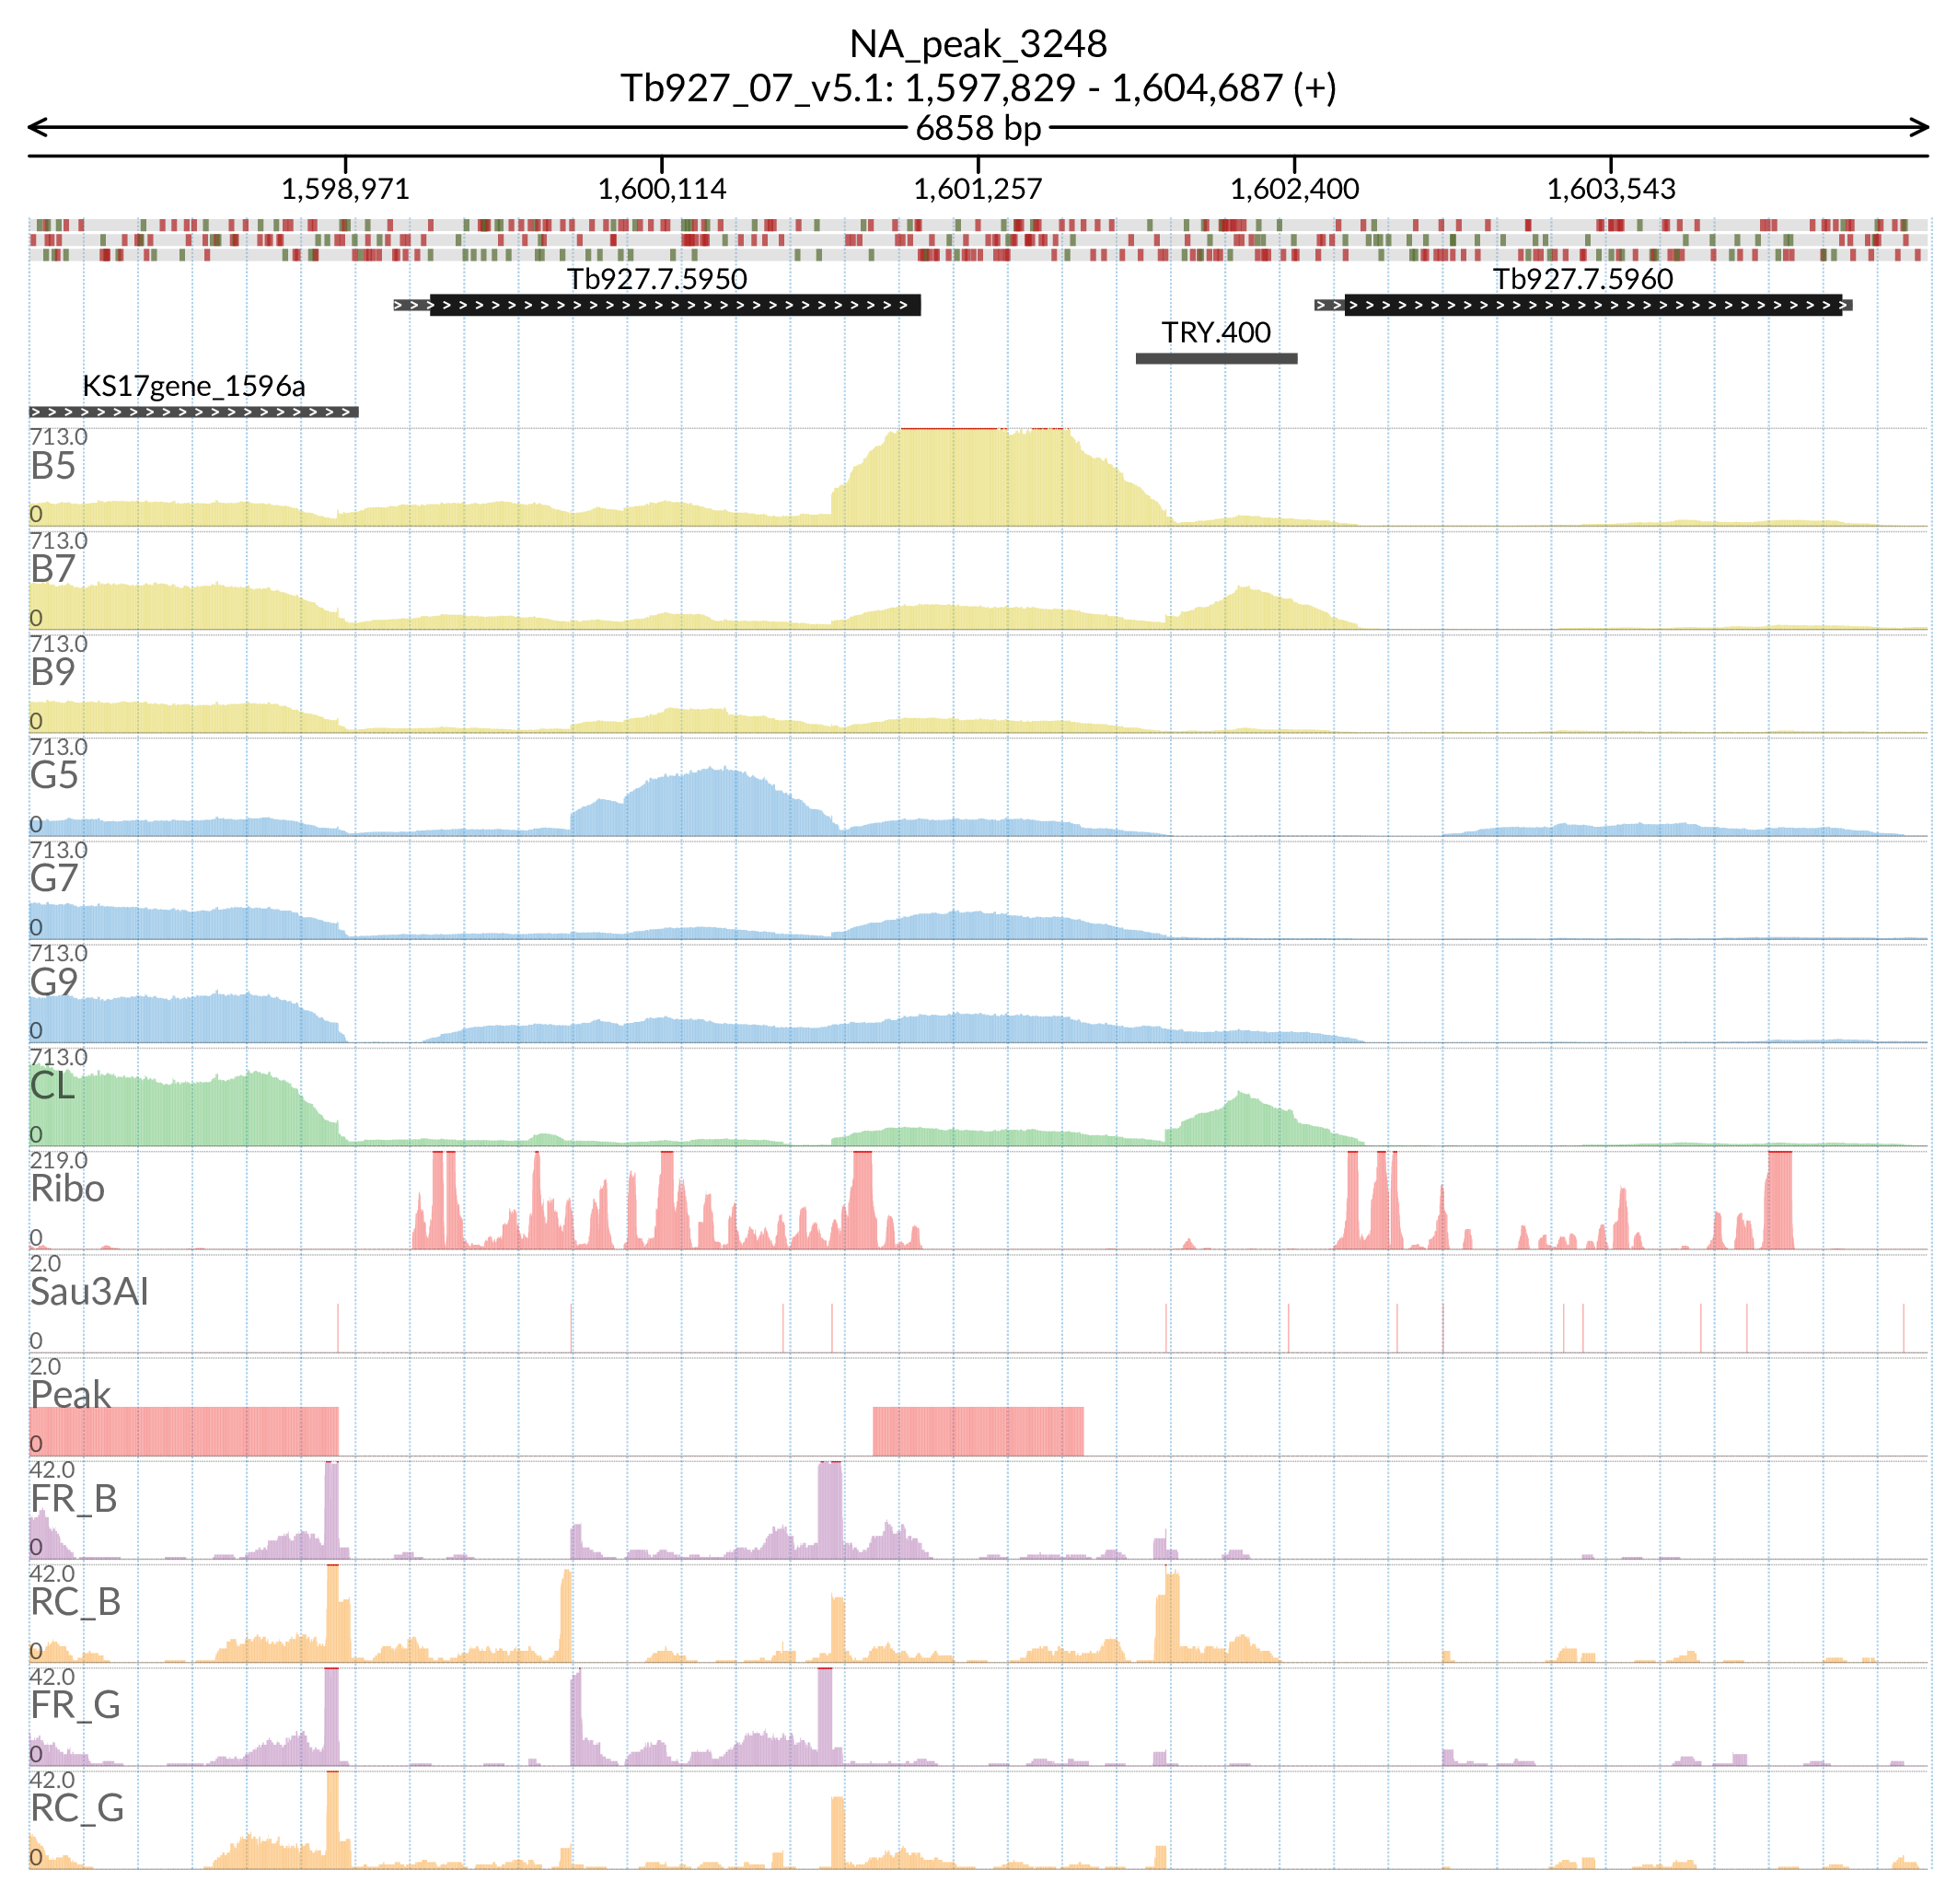 NA_peak_3248
Tb927_07_v5.1: 1,597,829 - 1,604,687 (+)
6858 bp
1,598,971 1,600,114 1,601,257 1,602,400 1,603,543
Tb927.7.5950 Tb927.7.5960
TRY.400
KS17gene_1596a
713.0
B5
0
713.0
B7
0
713.0
B9
0
713.0
G5
0
713.0
G7
0
713.0
G9
0
713.0
CL
0
219.0
Ribo
0
2.0
Sau3AI
0
2.0
Peak
0
42.0
FR_B
0
42.0
RC_B
0
42.0
FR_G
0
42.0
RC_G
0